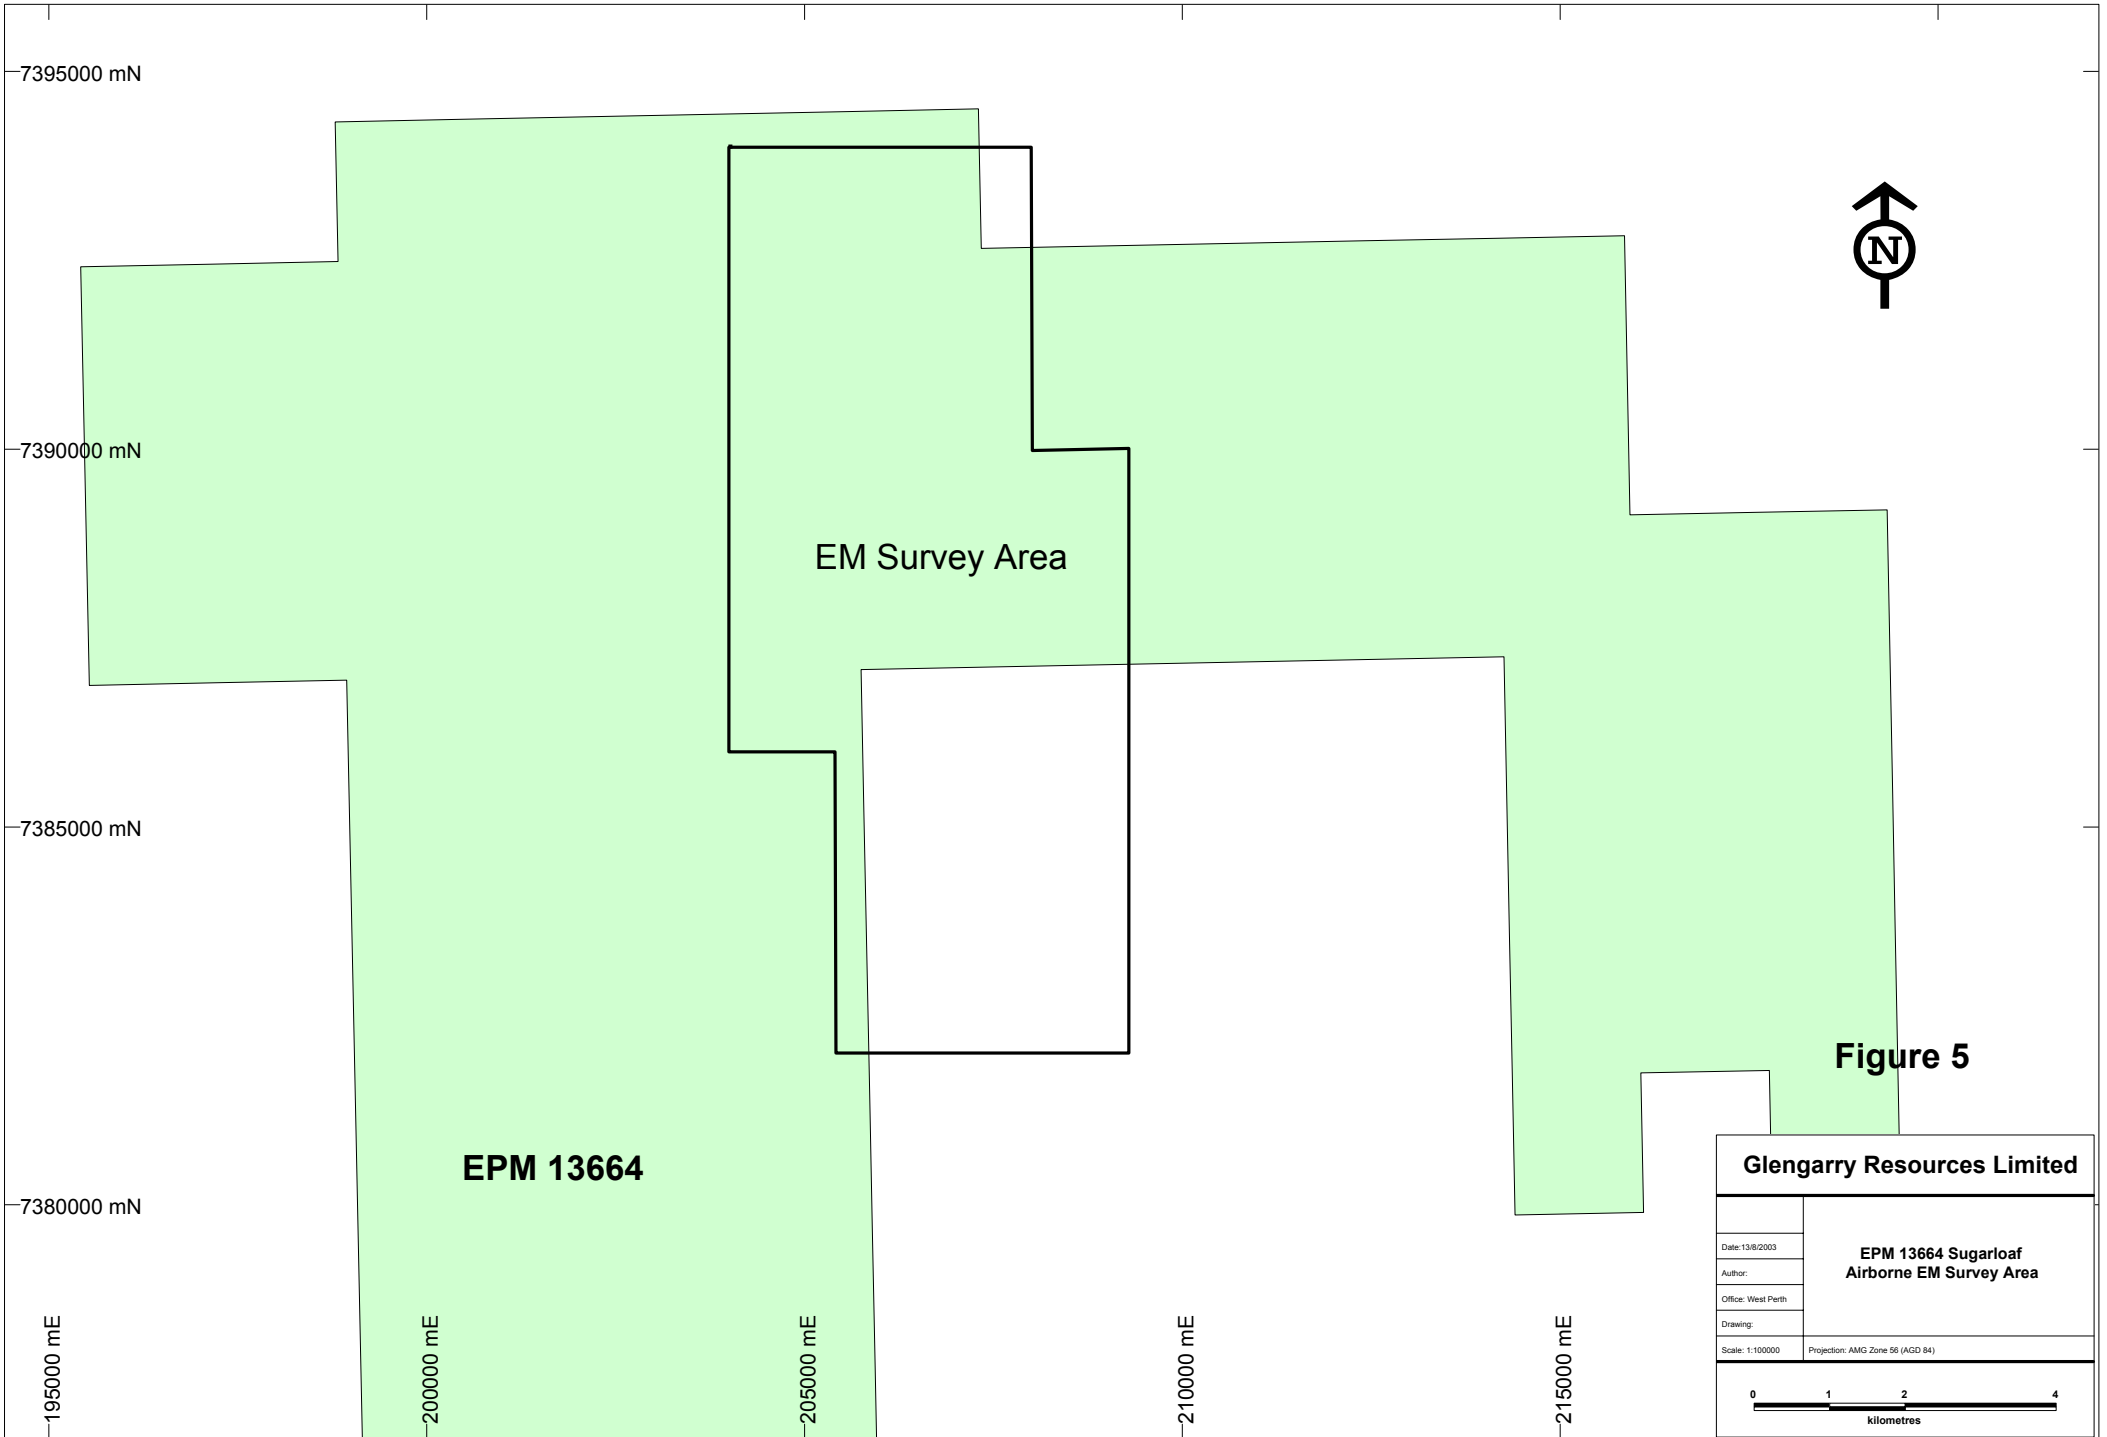 7395000 mN
N
7390000 mN
EM Survey Area
7385000 mN
Figure 5
EPM 13664
7380000 mN
195000 mE
200000 mE
205000 mE
210000 mE
215000 mE
Glengarry Resources Limited
Date:13/8/2003
Author:
Office: West Perth
Drawing:
Scale: 1:100000
EPM 13664 Sugarloaf
Airborne EM Survey Area
Projection: AMG Zone 56 (AGD 84)
0 1 2 4
kilometres